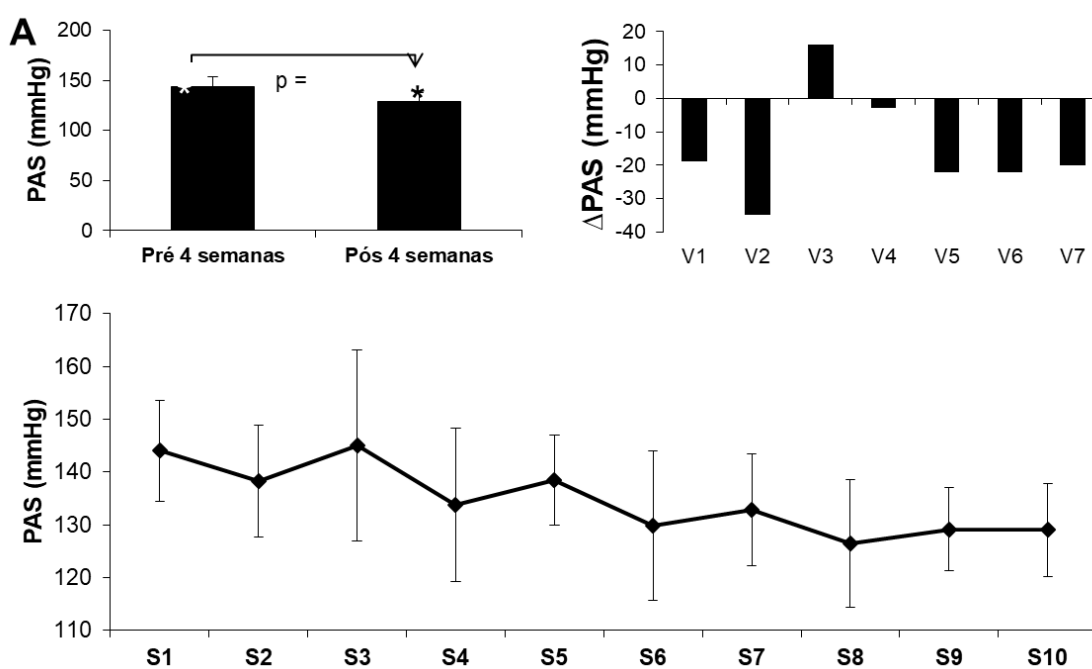 A
PAS (mmHg)
200
150
100
50
0
* p = *
Pré 4 semanas Pós 4 semanas
ΔPAS (mmHg)
20
10
0
-10
-20
-30
-40
V1 V2 V3 V4 V5 V6 V7
PAS (mmHg)
170
160
150
140
130
120
110
S1 S2 S3 S4 S5 S6 S7 S8 S9 S10